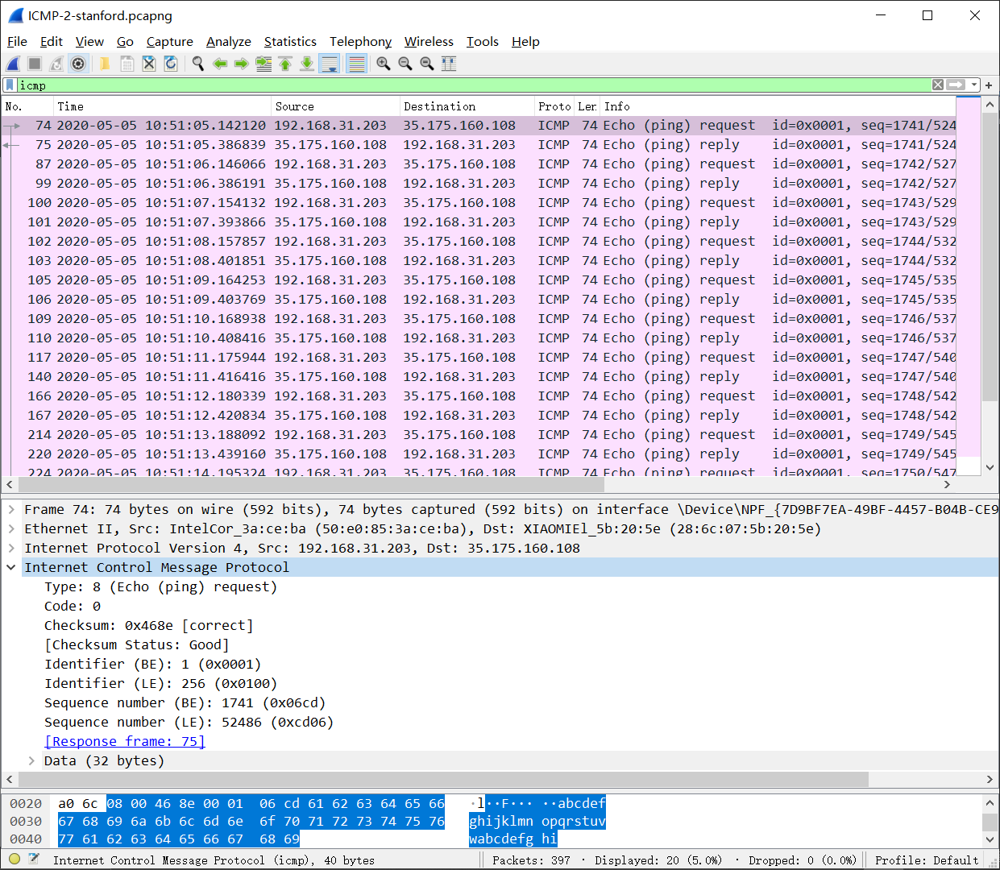 ICMP-2-stanford.pcapng
File Edit View Go Capture Analyze Statistics Telephony Wireless Tools Help
icmp
No. Time Source Destination Proto Ler Info
74 2020-05-05 10:51:05.142120 192.168.31.203 35.175.160.108 ICMP 74 Echo (ping) request id=0x0001, seq=1741/524
75 2020-05-05 10:51:05.386839 35.175.160.108 192.168.31.203 ICMP 74 Echo (ping) reply id=0x0001, seq=1741/524
87 2020-05-05 10:51:06.146066 192.168.31.203 35.175.160.108 ICMP 74 Echo (ping) request id=0x0001, seq=1742/527
99 2020-05-05 10:51:06.386191 35.175.160.108 192.168.31.203 ICMP 74 Echo (ping) reply id=0x0001, seq=1742/527
100 2020-05-05 10:51:07.154132 192.168.31.203 35.175.160.108 ICMP 74 Echo (ping) request id=0x0001, seq=1743/529
101 2020-05-05 10:51:07.393866 35.175.160.108 192.168.31.203 ICMP 74 Echo (ping) reply id=0x0001, seq=1743/529
102 2020-05-05 10:51:08.157857 192.168.31.203 35.175.160.108 ICMP 74 Echo (ping) request id=0x0001, seq=1744/532
103 2020-05-05 10:51:08.401851 35.175.160.108 192.168.31.203 ICMP 74 Echo (ping) reply id=0x0001, seq=1744/532
105 2020-05-05 10:51:09.164253 192.168.31.203 35.175.160.108 ICMP 74 Echo (ping) request id=0x0001, seq=1745/535
106 2020-05-05 10:51:09.403769 35.175.160.108 192.168.31.203 ICMP 74 Echo (ping) reply id=0x0001, seq=1745/535
109 2020-05-05 10:51:10.168938 192.168.31.203 35.175.160.108 ICMP 74 Echo (ping) request id=0x0001, seq=1746/537
110 2020-05-05 10:51:10.408416 35.175.160.108 192.168.31.203 ICMP 74 Echo (ping) reply id=0x0001, seq=1746/537
117 2020-05-05 10:51:11.175944 192.168.31.203 35.175.160.108 ICMP 74 Echo (ping) request id=0x0001, seq=1747/540
140 2020-05-05 10:51:11.416416 35.175.160.108 192.168.31.203 ICMP 74 Echo (ping) reply id=0x0001, seq=1747/540
166 2020-05-05 10:51:12.180339 192.168.31.203 35.175.160.108 ICMP 74 Echo (ping) request id=0x0001, seq=1748/542
167 2020-05-05 10:51:12.420834 35.175.160.108 192.168.31.203 ICMP 74 Echo (ping) reply id=0x0001, seq=1748/542
214 2020-05-05 10:51:13.188092 192.168.31.203 35.175.160.108 ICMP 74 Echo (ping) request id=0x0001, seq=1749/545
220 2020-05-05 10:51:13.439160 35.175.160.108 192.168.31.203 ICMP 74 Echo (ping) reply id=0x0001, seq=1749/545
224 2020-05-05 10:51:14.195324 192.168.31.203 35.175.160.108 ICMP 74 Echo (ping) request id=0x0001, seq=1750/547
Frame 74: 74 bytes on wire (592 bits), 74 bytes captured (592 bits) on interface \Device\NPF_{7D9BF7EA-49BF-4457-B04B-CE9
Ethernet II, Src: IntelCor_3a:ce:ba (50:e0:85:3a:ce:ba), Dst: XIAOMIEl_5b:20:5e (28:6c:07:5b:20:5e)
Internet Protocol Version 4, Src: 192.168.31.203, Dst: 35.175.160.108
Internet Control Message Protocol
Type: 8 (Echo (ping) request)
Code: 0
Checksum: 0x468e [correct]
[Checksum Status: Good]
Identifier (BE): 1 (0x0001)
Identifier (LE): 256 (0x0100)
Sequence number (BE): 1741 (0x06cd)
Sequence number (LE): 52486 (0xcd06)
[Response frame: 75]
Data (32 bytes)
0020 a0 6c 08 00 46 8e 00 01 06 cd 61 62 63 64 65 66 ·l··F··· ··abcdef
0030 67 68 69 6a 6b 6c 6d 6e 6f 70 71 72 73 74 75 76 ghijklmn opqrstuv
0040 77 61 62 63 64 65 66 67 68 69 wabcdefg hi
Internet Control Message Protocol (icmp), 40 bytes Packets: 397 · Displayed: 20 (5.0%) · Dropped: 0 (0.0%) Profile: Default